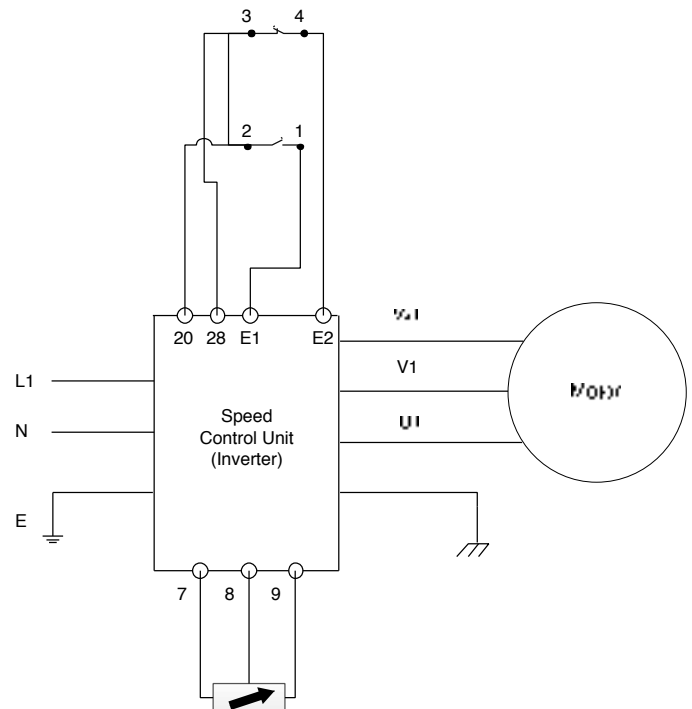 3 4
2 1
20 28 E1 E2
V1
L1
N
Speed
Control Unit
(Inverter)
E
7 8 9